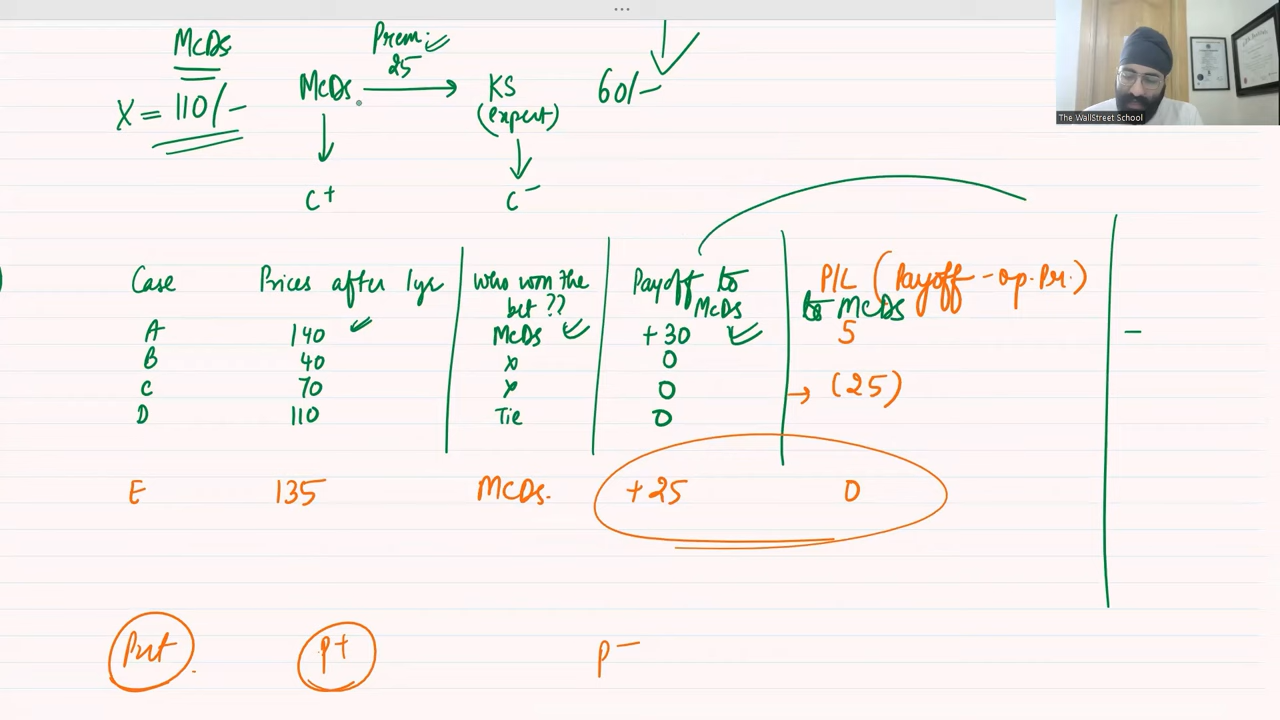 McDs
X = 110/-
McDs
Prem.
25
KS
(expert)
60/-
C+
C-
The WallStreet School
Case Prices after 1yr Who won the bet ?? Payoff to McDs P/L (Payoff - op. Pr.) to McDs
A 140 McDs +30 5
B 40 x 0
C 70 x 0 (25)
D 110 Tie 0
E 135 McDs. +25 0
Put P+ P-